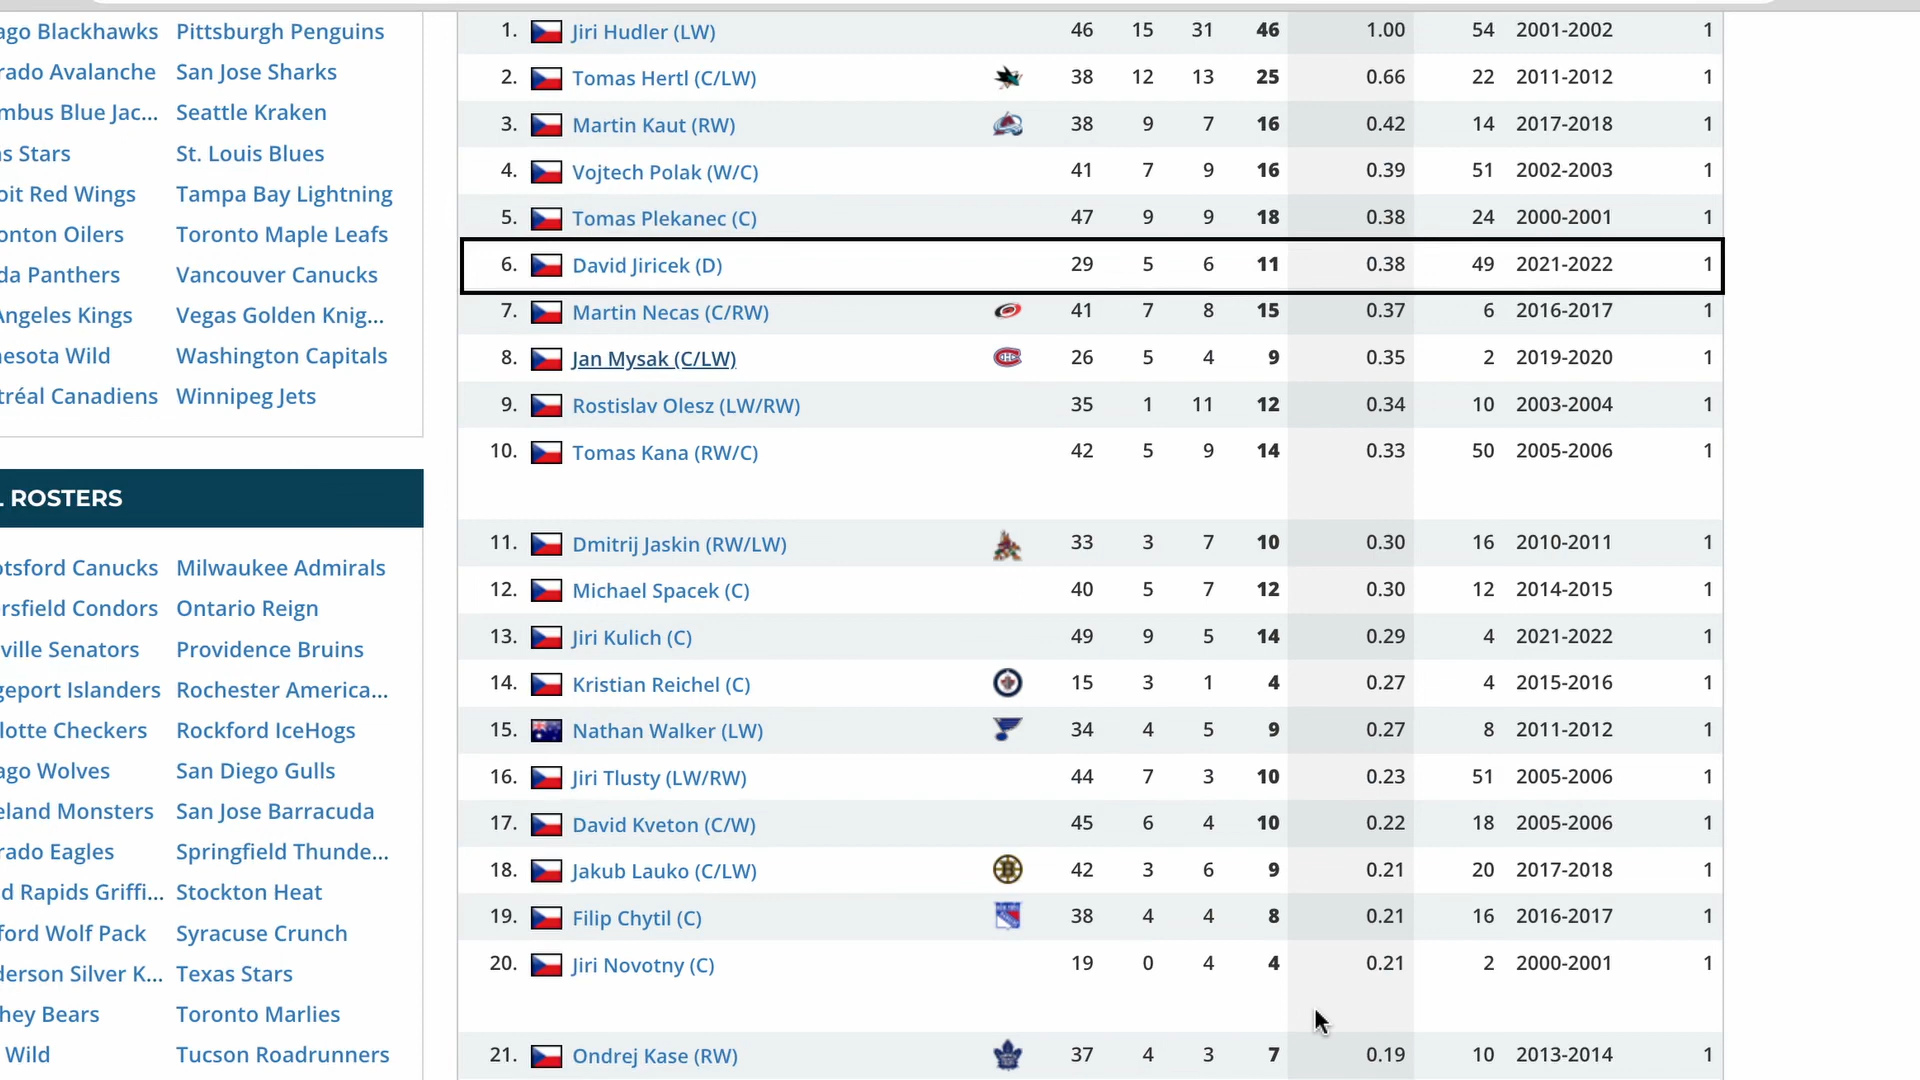 ago Blackhawks Pittsburgh Penguins
rado Avalanche San Jose Sharks
mbus Blue Jac... Seattle Kraken
s Stars St. Louis Blues
oit Red Wings Tampa Bay Lightning
onton Oilers Toronto Maple Leafs
da Panthers Vancouver Canucks
Angeles Kings Vegas Golden Knig...
nesota Wild Washington Capitals
tréal Canadiens Winnipeg Jets
L ROSTERS
otsford Canucks Milwaukee Admirals
ersfield Condors Ontario Reign
ville Senators Providence Bruins
geport Islanders Rochester America...
lotte Checkers Rockford IceHogs
ago Wolves San Diego Gulls
eland Monsters San Jose Barracuda
rado Eagles Springfield Thunde...
d Rapids Griffi... Stockton Heat
ford Wolf Pack Syracuse Crunch
derson Silver K... Texas Stars
hey Bears Toronto Marlies
Wild Tucson Roadrunners
1. Jiri Hudler (LW) 46 15 31 46 1.00 54 2001-2002 1
2. Tomas Hertl (C/LW) 38 12 13 25 0.66 22 2011-2012 1
3. Martin Kaut (RW) 38 9 7 16 0.42 14 2017-2018 1
4. Vojtech Polak (W/C) 41 7 9 16 0.39 51 2002-2003 1
5. Tomas Plekanec (C) 47 9 9 18 0.38 24 2000-2001 1
6. David Jiricek (D) 29 5 6 11 0.38 49 2021-2022 1
7. Martin Necas (C/RW) 41 7 8 15 0.37 6 2016-2017 1
8. Jan Mysak (C/LW) 26 5 4 9 0.35 2 2019-2020 1
9. Rostislav Olesz (LW/RW) 35 1 11 12 0.34 10 2003-2004 1
10. Tomas Kana (RW/C) 42 5 9 14 0.33 50 2005-2006 1
11. Dmitrij Jaskin (RW/LW) 33 3 7 10 0.30 16 2010-2011 1
12. Michael Spacek (C) 40 5 7 12 0.30 12 2014-2015 1
13. Jiri Kulich (C) 49 9 5 14 0.29 4 2021-2022 1
14. Kristian Reichel (C) 15 3 1 4 0.27 4 2015-2016 1
15. Nathan Walker (LW) 34 4 5 9 0.27 8 2011-2012 1
16. Jiri Tlusty (LW/RW) 44 7 3 10 0.23 51 2005-2006 1
17. David Kveton (C/W) 45 6 4 10 0.22 18 2005-2006 1
18. Jakub Lauko (C/LW) 42 3 6 9 0.21 20 2017-2018 1
19. Filip Chytil (C) 38 4 4 8 0.21 16 2016-2017 1
20. Jiri Novotny (C) 19 0 4 4 0.21 2 2000-2001 1
21. Ondrej Kase (RW) 37 4 3 7 0.19 10 2013-2014 1